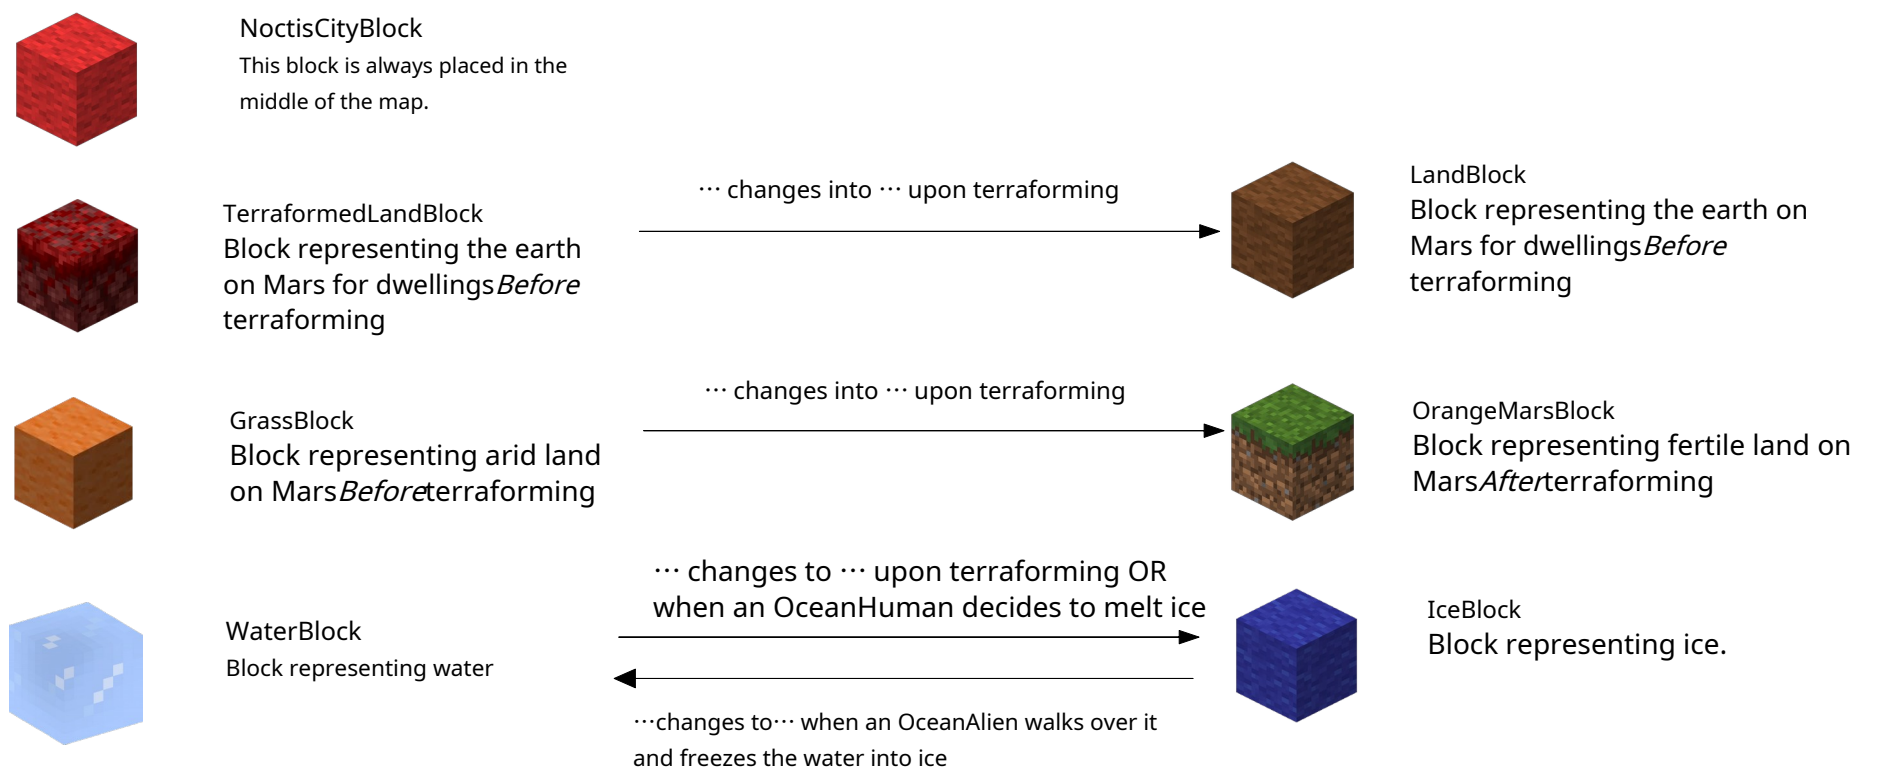 NoctisCityBlock
This block is always placed in the
middle of the map.
TerraformedLandBlock
Block representing the earth
on Mars for dwellingsBefore
terraforming
··· changes into ··· upon terraforming
LandBlock
Block representing the earth on
Mars for dwellingsBefore
terraforming
GrassBlock
Block representing arid land
on MarsBeforeterraforming
··· changes into ··· upon terraforming
OrangeMarsBlock
Block representing fertile land on
MarsAfterterraforming
WaterBlock
Block representing water
··· changes to ··· upon terraforming OR
when an OceanHuman decides to melt ice
IceBlock
Block representing ice.
···changes to··· when an OceanAlien walks over it
and freezes the water into ice